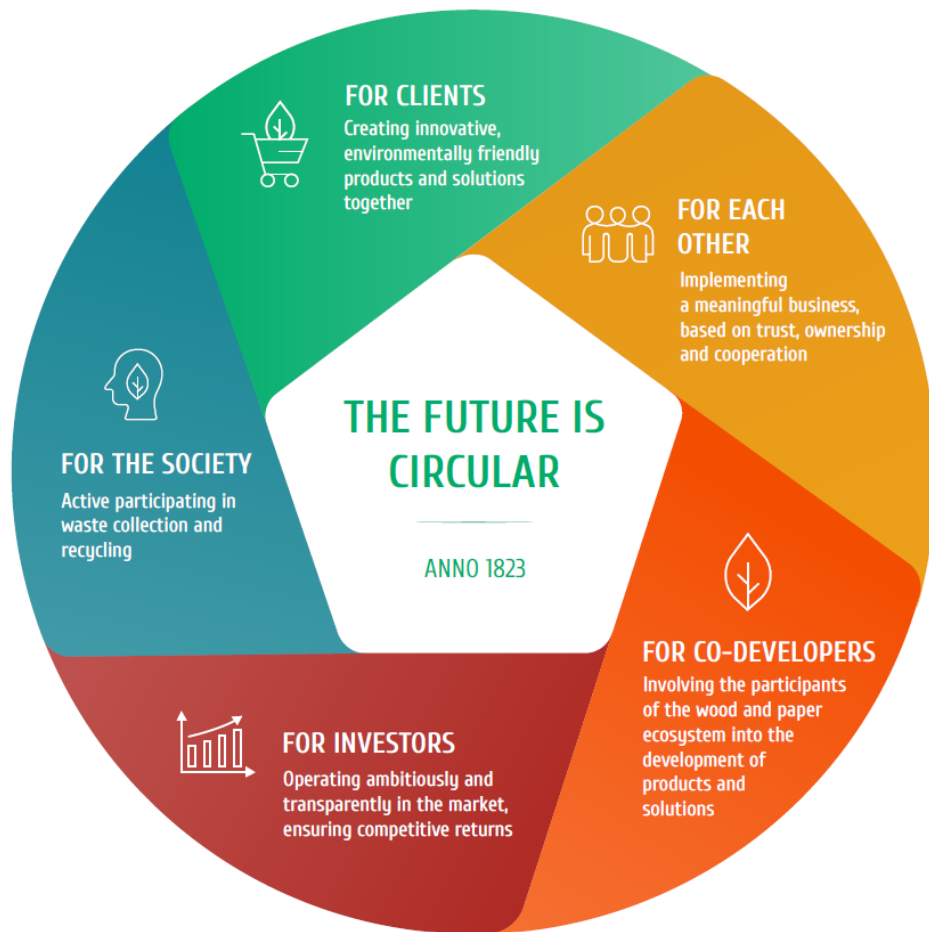 FOR CLIENTS
Creating innovative,
environmentally friendly
products and solutions
together
FOR EACH
OTHER
Implementing
a meaningful business,
based on trust, ownership
and cooperation
THE FUTURE IS
CIRCULAR
ANNO 1823
FOR THE SOCIETY
Active participating in
waste collection and
recycling
FOR CO-DEVELOPERS
Involving the participants
of the wood and paper
ecosystem into the
development of
products and
solutions
FOR INVESTORS
Operating ambitiously and
transparently in the market,
ensuring competitive returns